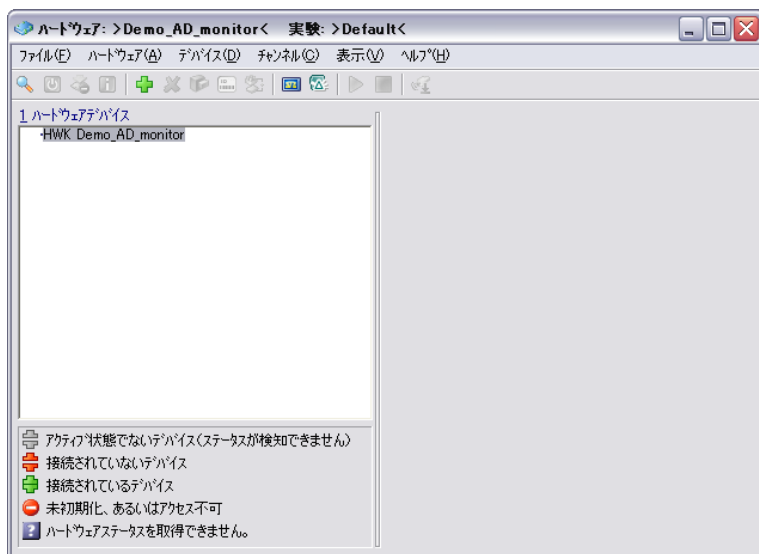 ﾊｰﾄﾞｳｪｱ: >Demo_AD_monitor<　実験: >Default<
ﾌｧｲﾙ(F)　ﾊｰﾄﾞｳｪｱ(A)　ﾃﾞﾊﾞｲｽ(D)　ﾁｬﾝﾈﾙ(C)　表示(V)　ﾍﾙﾌﾟ(H)
1 ﾊｰﾄﾞｳｪｱﾃﾞﾊﾞｲｽ
HWK Demo_AD_monitor
ｱｸﾃｨﾌﾞ状態でないﾃﾞﾊﾞｲｽ(ｽﾃｰﾀｽが検知できません)
接続されていないﾃﾞﾊﾞｲｽ
接続されているﾃﾞﾊﾞｲｽ
未初期化、あるいはｱｸｾｽ不可
ﾊｰﾄﾞｳｪｱｽﾃｰﾀｽを取得できません。